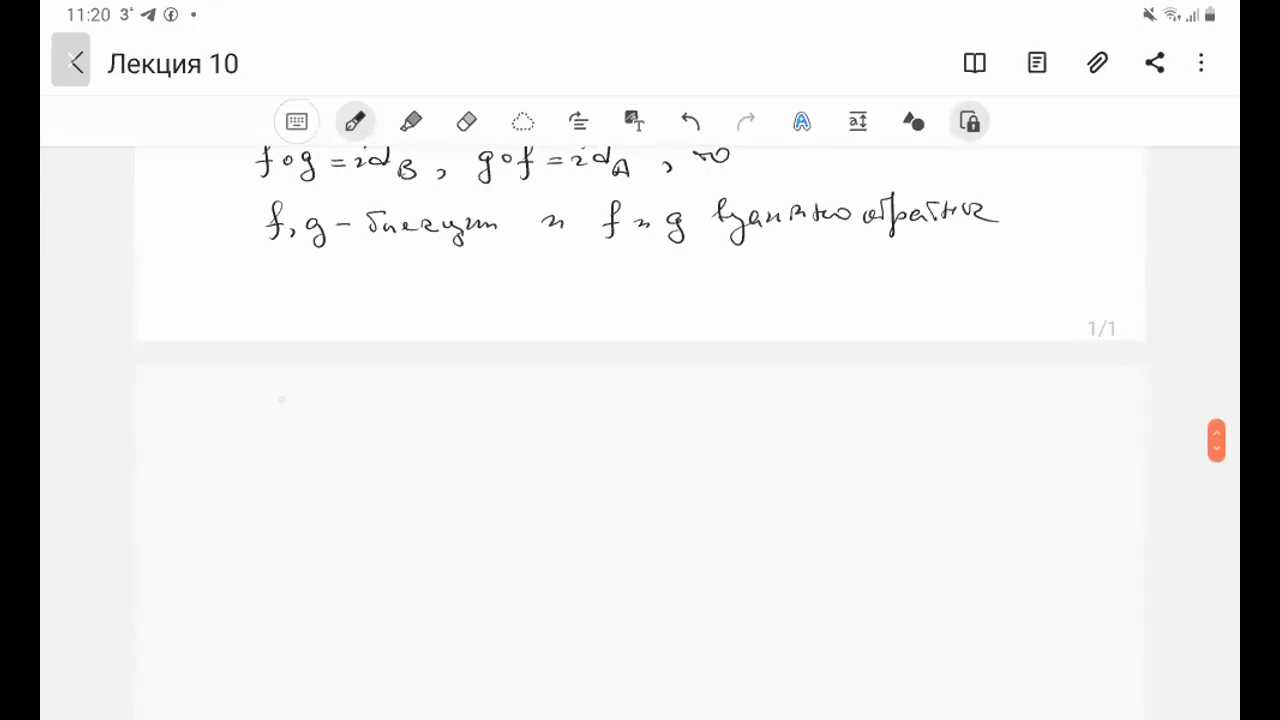 11:20 3°
Лекция 10
f∘g = id_B, g∘f = id_A, то
f, g – биекции и f и g взаимно обратные
1/1